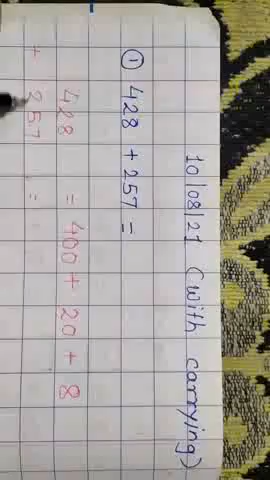 10/08/21 (with carrying)
① 428 + 257 =
428 = 400 + 20 + 8
+ 257 =